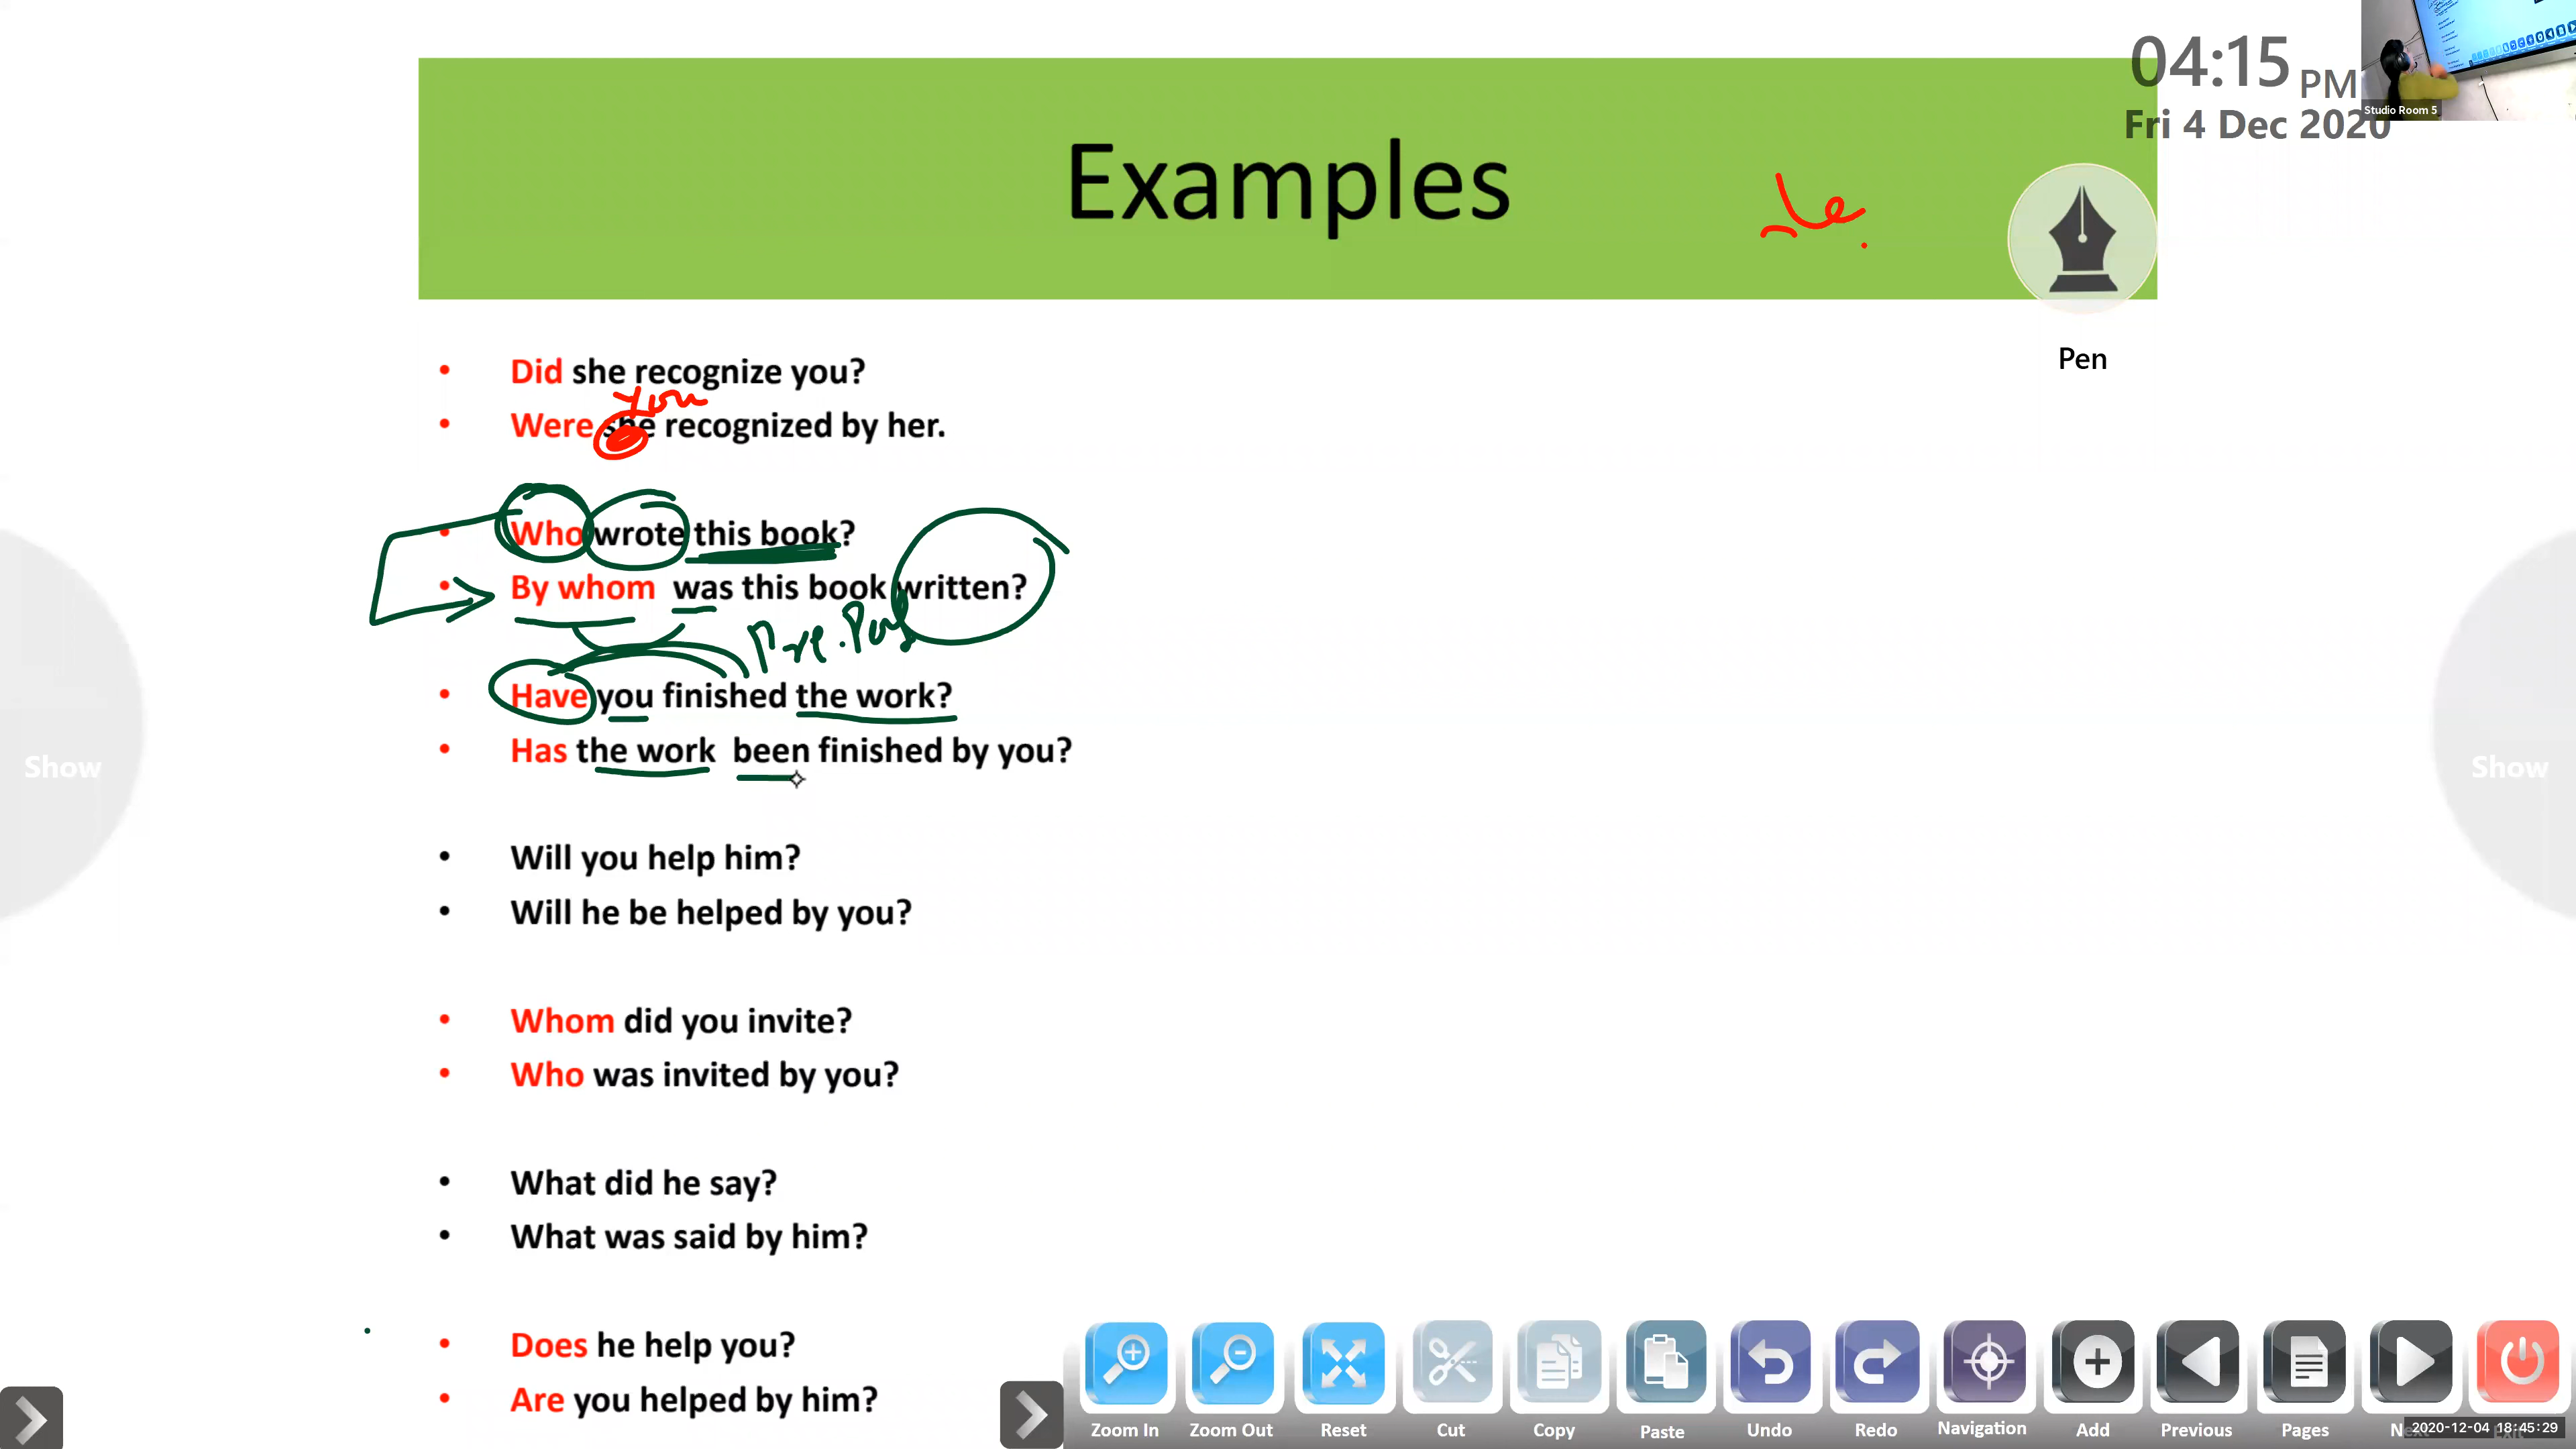 04:15 PM
Fri 4 Dec 2020
Studio Room 5
Examples
Pen
• Did she recognize you?
you
• Were she recognized by her.
• Who wrote this book?
• By whom was this book written?
Pre.
• Have you finished the work?
• Has the work been finished by you?
Show
Show
• Will you help him?
• Will he be helped by you?
• Whom did you invite?
• Who was invited by you?
• What did he say?
• What was said by him?
• Does he help you?
• Are you helped by him?
Zoom In Zoom Out Reset Cut Copy Paste Undo Redo Navigation Add Previous Pages
2020-12-04 18:45:29